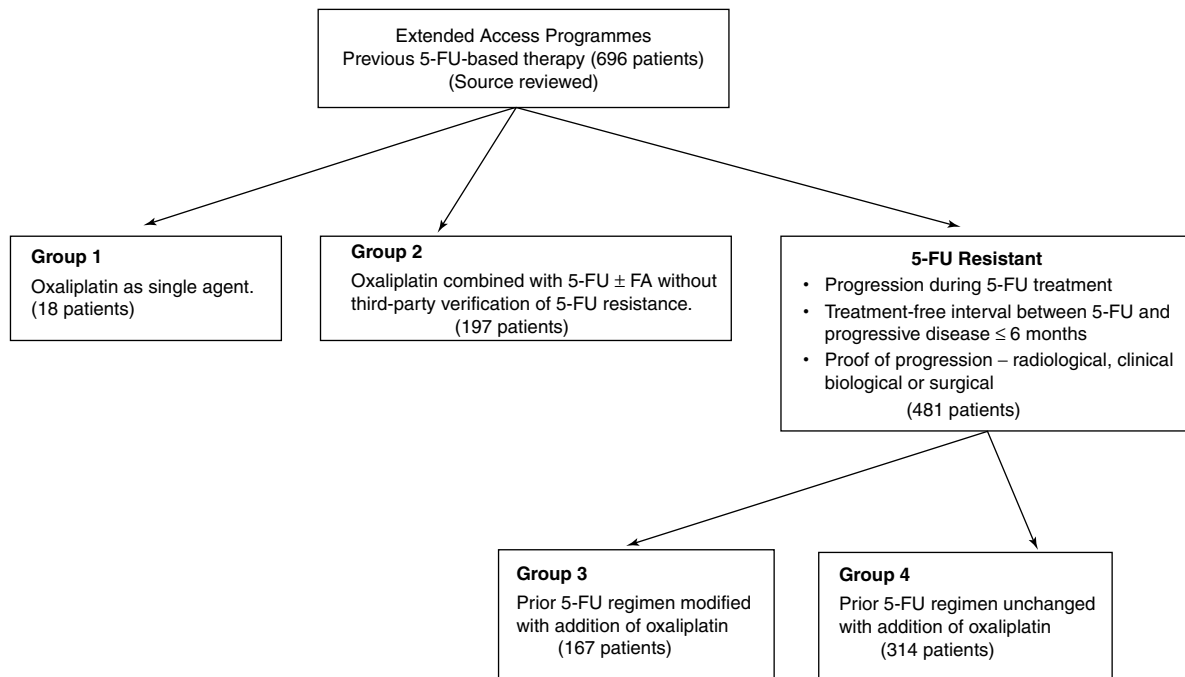 Extended Access Programmes
Previous 5-FU-based therapy (696 patients)
(Source reviewed)
Group 1
Oxaliplatin as single agent.
(18 patients)
Group 2
Oxaliplatin combined with 5-FU ± FA without
third-party verification of 5-FU resistance.
(197 patients)
5-FU Resistant
• Progression during 5-FU treatment
• Treatment-free interval between 5-FU and
progressive disease ≤ 6 months
• Proof of progression – radiological, clinical
biological or surgical
(481 patients)
Group 3
Prior 5-FU regimen modified
with addition of oxaliplatin
(167 patients)
Group 4
Prior 5-FU regimen unchanged
with addition of oxaliplatin
(314 patients)